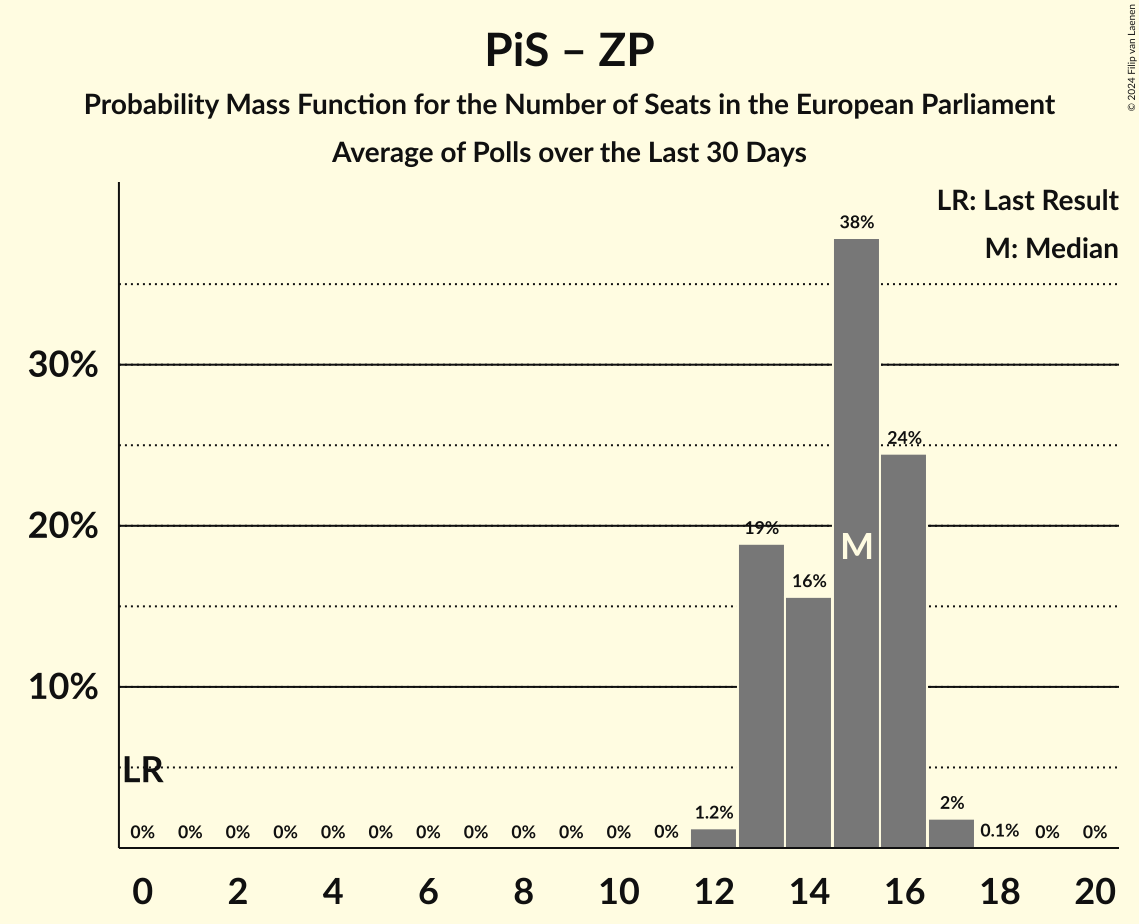 PiS – ZP
Probability Mass Function for the Number of Seats in the European Parliament
Average of Polls over the Last 30 Days
© 2024 Filip van Laenen
LR: Last Result
M: Median
30%
20%
10%
LR
M
0% 0% 0% 0% 0% 0% 0% 0% 0% 0% 0% 0% 1.2% 19% 16% 38% 24% 2% 0.1% 0% 0%
0 2 4 6 8 10 12 14 16 18 20